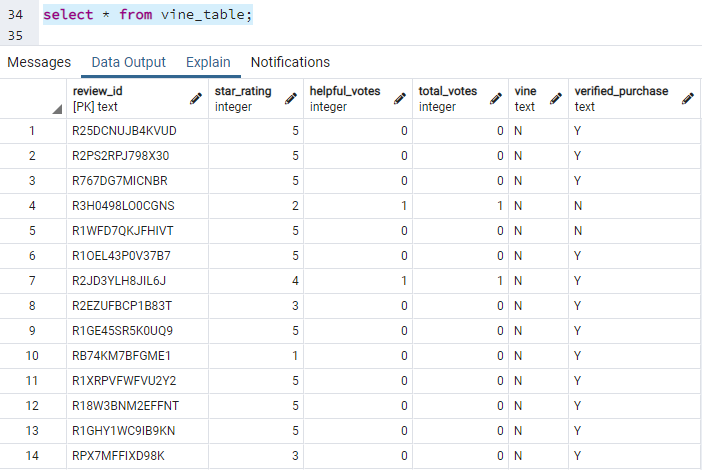 34 select * from vine_table;
35
Messages Data Output Explain Notifications
review_id star_rating helpful_votes total_votes vine verified_purchase
[PK] text integer integer integer text text
1 R25DCNUJB4KVUD 5 0 0 N Y
2 R2PS2RPJ798X30 5 0 0 N Y
3 R767DG7MICNBR 5 0 0 N Y
4 R3H0498LO0CGNS 2 1 1 N N
5 R1WFD7QKJFHIVT 5 0 0 N N
6 R1OEL43P0V37B7 5 0 0 N Y
7 R2JD3YLH8JIL6J 4 1 1 N Y
8 R2EZUFBCP1B83T 3 0 0 N Y
9 R1GE45SR5K0UQ9 5 0 0 N Y
10 RB74KM7BFGME1 1 0 0 N Y
11 R1XRPVFWFVU2Y2 5 0 0 N Y
12 R18W3BNM2EFFNT 5 0 0 N Y
13 R1GHY1WC9IB9KN 5 0 0 N Y
14 RPX7MFFIXD98K 3 0 0 N Y